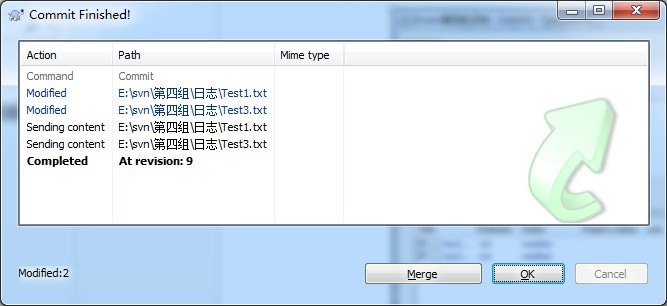 Commit Finished!
Action Path Mime type
Command Commit
Modified E:\svn\第四组\日志\Test1.txt
Modified E:\svn\第四组\日志\Test3.txt
Sending content E:\svn\第四组\日志\Test1.txt
Sending content E:\svn\第四组\日志\Test3.txt
Completed At revision: 9
Modified:2
Merge OK Cancel